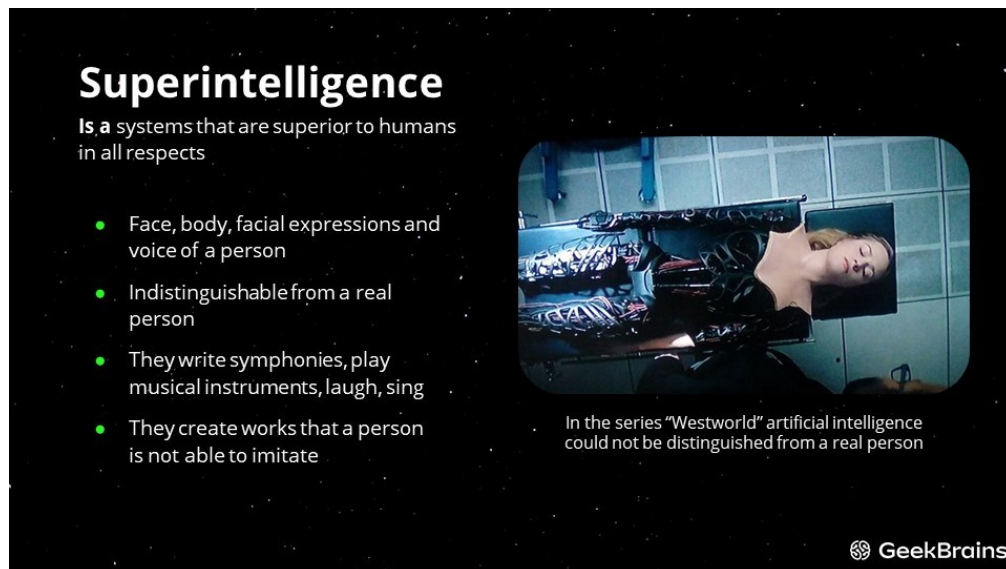 Superintelligence
Is a systems that are superior to humans
in all respects
Face, body, facial expressions and
voice of a person
Indistinguishable from a real
person
They write symphonies, play
musical instruments, laugh, sing
They create works that a person
is not able to imitate
In the series “Westworld” artificial intelligence
could not be distinguished from a real person
GeekBrains